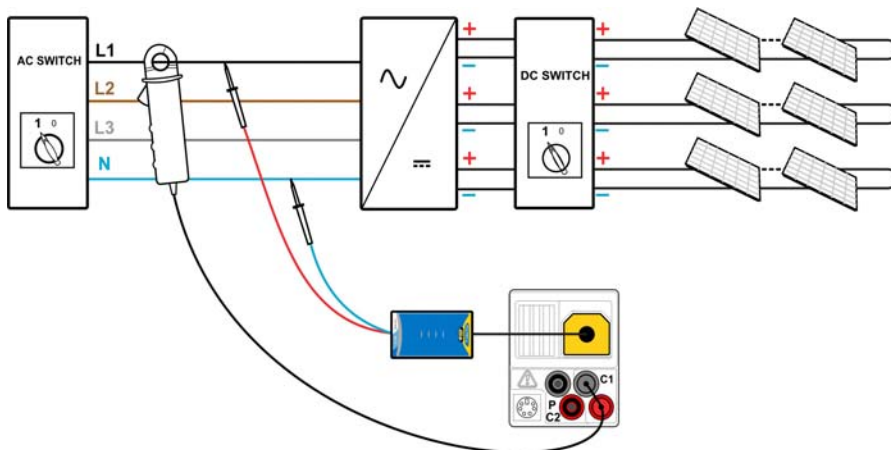 L1
AC SWITCH
L2
1 0
L3
N
+
−
+
−
+
−
DC SWITCH
1 0
+
−
+
−
+
−
C1
P
C2